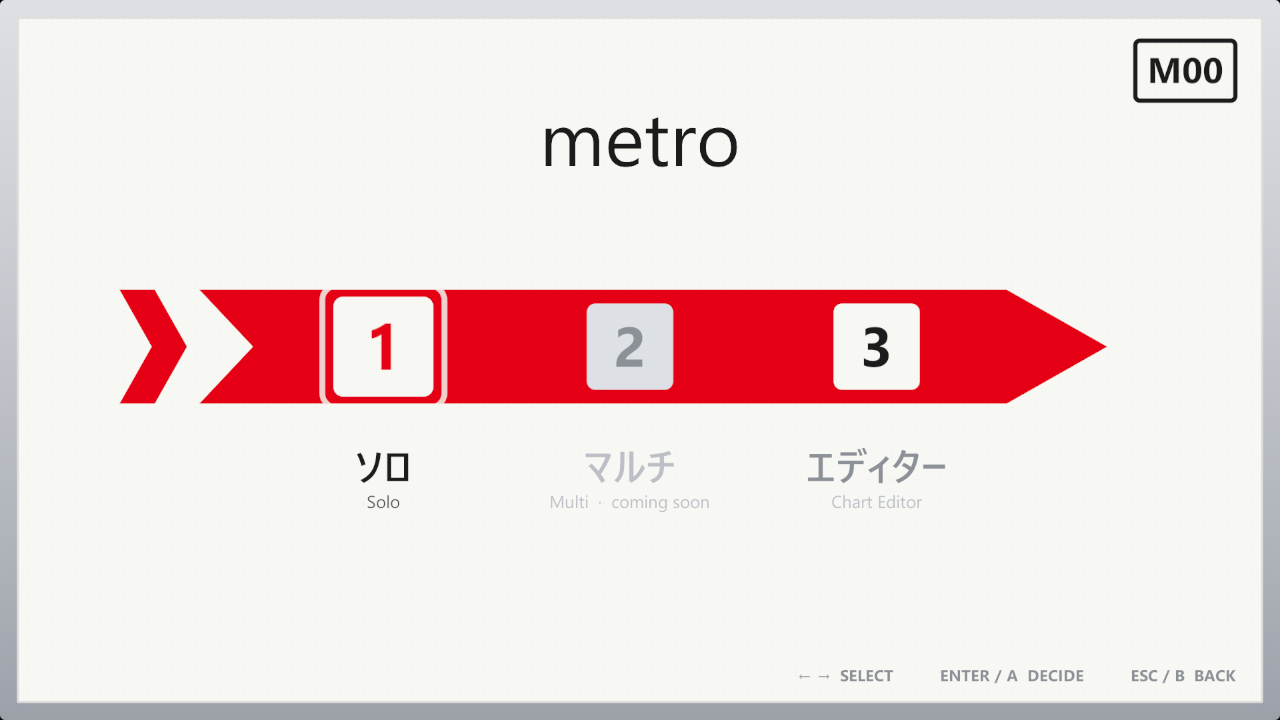 M00
metro
1
2
3
ソロ
マルチ
エディター
Solo
Multi · coming soon
Chart Editor
← → SELECT
ENTER / A DECIDE
ESC / B BACK